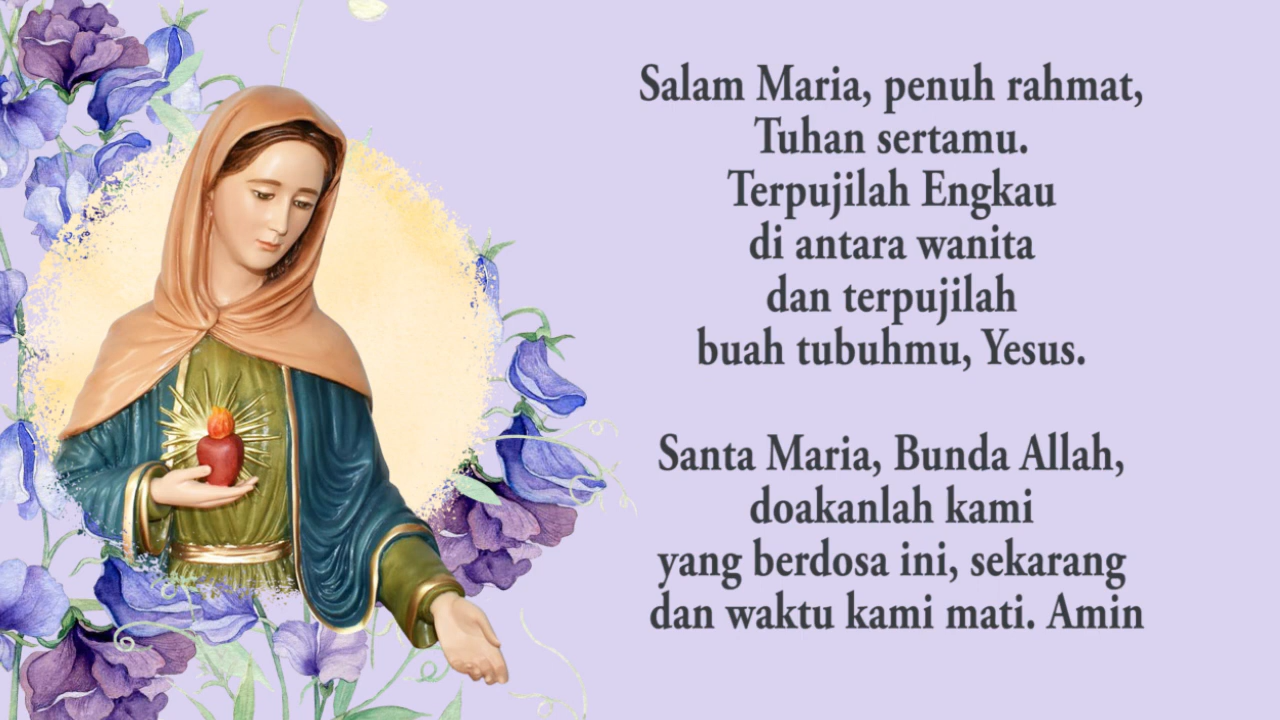 Salam Maria, penuh rahmat,
Tuhan sertamu.
Terpujilah Engkau
di antara wanita
dan terpujilah
buah tubuhmu, Yesus.
Santa Maria, Bunda Allah,
doakanlah kami
yang berdosa ini, sekarang
dan waktu kami mati. Amin